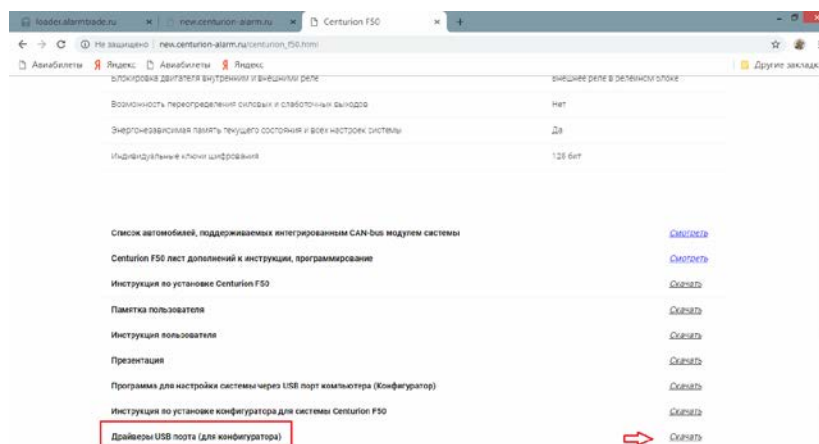 loader.alarmtrade.ru
new.centurion-alarm.ru
Centurion F50
Не защищено | new.centurion-alarm.ru/centurion_f50.html
Авиабилеты Яндекс Авиабилеты Яндекс Другие закладк
Блокировка двигателя внутренним и внешними реле внешнее реле в релейном блоке
Возможность переопределения силовых и слаботочных выходов Нет
Энергонезависимая память текущего состояния и всех настроек системы Да
Индивидуальные ключи шифрования 128 бит
Список автомобилей, поддерживаемых интегрированным CAN-bus модулем системы Смотреть
Centurion F50 лист дополнений к инструкции, программирование Смотреть
Инструкция по установке Centurion F50 Скачать
Памятка пользователя Скачать
Инструкция пользователя Скачать
Презентация Скачать
Программа для настройки системы через USB порт компьютера (Конфигуратор) Скачать
Инструкция по установке конфигуратора для системы Centurion F50 Скачать
Драйверы USB порта (для конфигуратора) Скачать